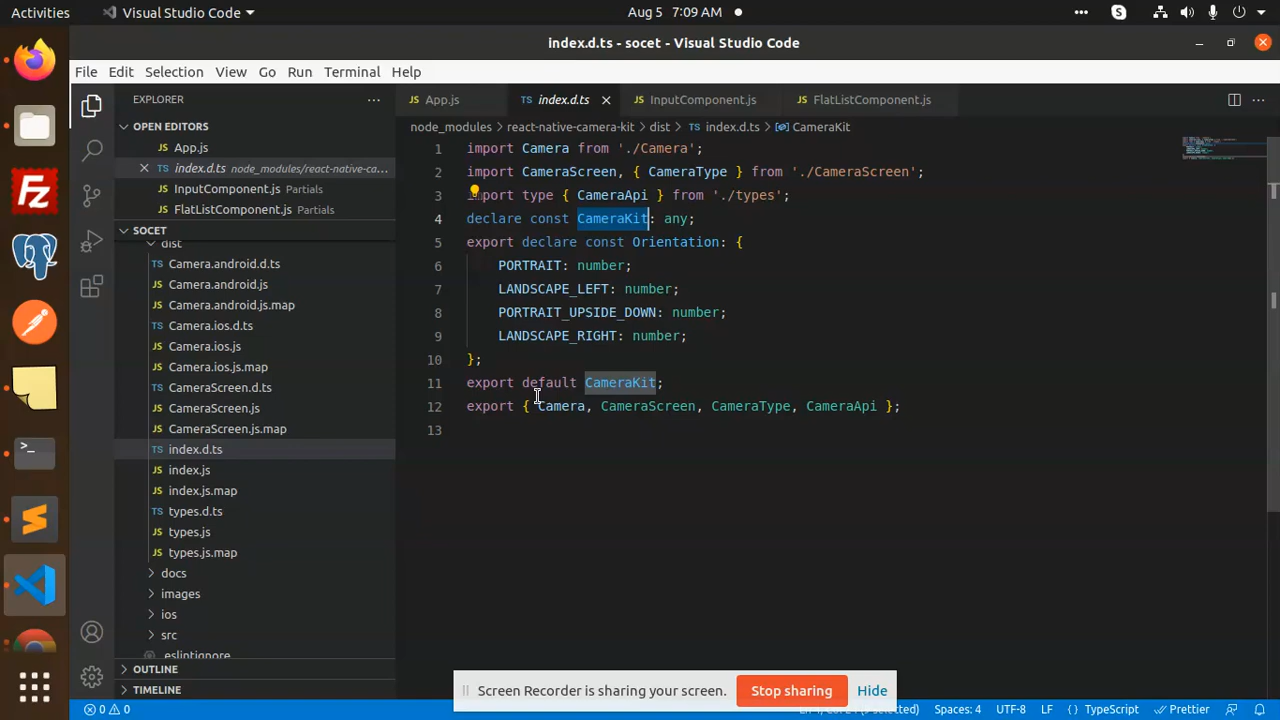 Activities
Visual Studio Code
Aug 5 7:09 AM
index.d.ts - socet - Visual Studio Code
File Edit Selection View Go Run Terminal Help
EXPLORER
OPEN EDITORS
App.js
index.d.ts node_modules/react-native-ca...
InputComponent.js Partials
FlatListComponent.js Partials
SOCET
dist
Camera.android.d.ts
Camera.android.js
Camera.android.js.map
Camera.ios.d.ts
Camera.ios.js
Camera.ios.js.map
CameraScreen.d.ts
CameraScreen.js
CameraScreen.js.map
index.d.ts
index.js
index.js.map
types.d.ts
types.js
types.js.map
docs
images
ios
src
.eslintignore
OUTLINE
TIMELINE
App.js index.d.ts InputComponent.js FlatListComponent.js
node_modules > react-native-camera-kit > dist > index.d.ts > CameraKit
1 import Camera from './Camera';
2 import CameraScreen, { CameraType } from './CameraScreen';
3 import type { CameraApi } from './types';
4 declare const CameraKit: any;
5 export declare const Orientation: {
6 PORTRAIT: number;
7 LANDSCAPE_LEFT: number;
8 PORTRAIT_UPSIDE_DOWN: number;
9 LANDSCAPE_RIGHT: number;
10 };
11 export default CameraKit;
12 export { Camera, CameraScreen, CameraType, CameraApi };
13
Screen Recorder is sharing your screen. Stop sharing Hide
0 0 selected) Spaces: 4 UTF-8 LF { } TypeScript Prettier